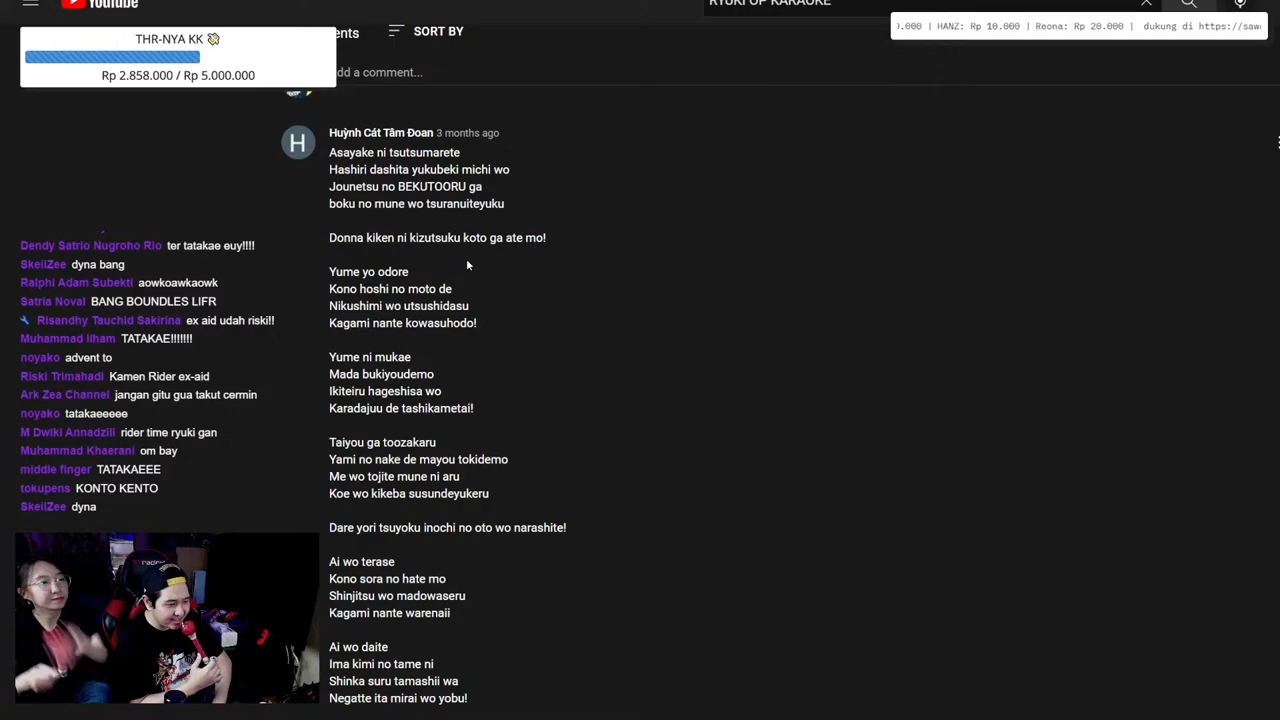 YouTube
RYUKI OP KARAOKE
THR-NYA KK
Rp 2.858.000 / Rp 5.000.000
0.000 | HANZ: Rp 10.000 | Reona: Rp 20.000 | dukung di https://saw
ents
SORT BY
dd a comment...
H
Huỳnh Cát Tâm Đoan 3 months ago
Asayake ni tsutsumarete
Hashiri dashita yukubeki michi wo
Jounetsu no BEKUTOORU ga
boku no mune wo tsuranuiteyuku
Donna kiken ni kizutsuku koto ga ate mo!
Yume yo odore
Kono hoshi no moto de
Nikushimi wo utsushidasu
Kagami nante kowasuhodo!
Yume ni mukae
Mada bukiyoudemo
Ikiteiru hageshisa wo
Karadajuu de tashikametai!
Taiyou ga toozakaru
Yami no nake de mayou tokidemo
Me wo tojite mune ni aru
Koe wo kikeba susundeyukeru
Dare yori tsuyoku inochi no oto wo narashite!
Ai wo terase
Kono sora no hate mo
Shinjitsu wo madowaseru
Kagami nante warenaii
Ai wo daite
Ima kimi no tame ni
Shinka suru tamashii wa
Negatte ita mirai wo yobu!
Dendy Satrio Nugroho Rio ter tatakae euy!!!!
SkellZee dyna bang
Ralphi Adam Subekti aowkoawkaowk
Satria Noval BANG BOUNDLES LIFR
Risandhy Tauchid Sakirina ex aid udah riski!!
Muhammad Ilham TATAKAE!!!!!!!
noyako advent to
Riski Trimahadi Kamen Rider ex-aid
Ark Zea Channel jangan gitu gua takut cermin
noyako tatakaeeeee
M Dwiki Annadzili rider time ryuki gan
Muhammad Khaerani om bay
middle finger TATAKAEEE
tokupens KONTO KENTO
SkellZee dyna